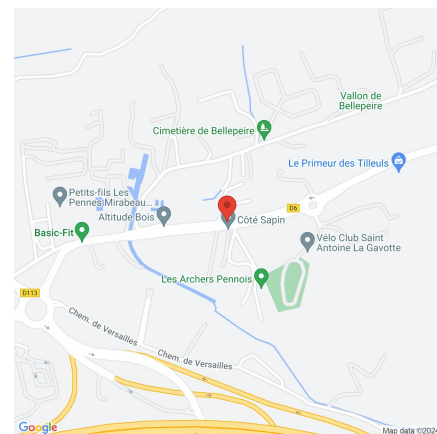 Vallon de
Bellepeire
Cimetière de Bellepeire
Le Primeur des Tilleuls
Petits-fils Les
Pennes Mirabeau...
Altitude Bois
D6
Côté Sapin
Basic-Fit
Vélo Club Saint
Antoine La Gavotte
Les Archers Pennois
D113
Chem. de Versailles
Chem. de Versailles
Google
Map data ©2024